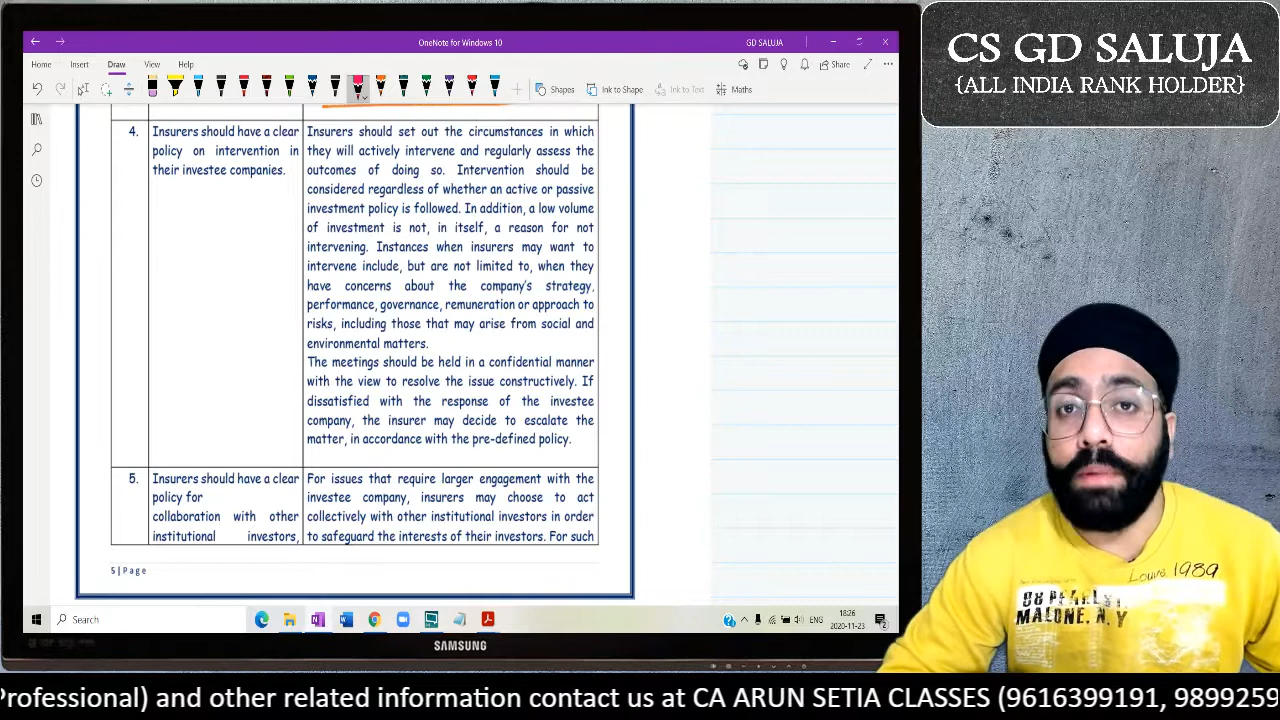 OneNote for Windows 10
GD SALUJA
CS GD SALUJA
{ALL INDIA RANK HOLDER}
Home Insert Draw View Help
Share
Shapes Ink to Shape Ink to Text Maths
4. Insurers should have a clear policy on intervention in their investee companies.
Insurers should set out the circumstances in which
they will actively intervene and regularly assess the
outcomes of doing so. Intervention should be
considered regardless of whether an active or passive
investment policy is followed. In addition, a low volume
of investment is not, in itself, a reason for not
intervening. Instances when insurers may want to
intervene include, but are not limited to, when they
have concerns about the company's strategy,
performance, governance, remuneration or approach to
risks, including those that may arise from social and
environmental matters.
The meetings should be held in a confidential manner
with the view to resolve the issue constructively. If
dissatisfied with the response of the investee
company, the insurer may decide to escalate the
matter, in accordance with the pre-defined policy.
5. Insurers should have a clear
policy for
collaboration with other
institutional investors,
For issues that require larger engagement with the
investee company, insurers may choose to act
collectively with other institutional investors in order
to safeguard the interests of their investors. For such
5 | Page
Search
ENG
18:26
2020-11-23
SAMSUNG
Louvre 1989
MALONE, N.Y
Professional) and other related information contact us at CA ARUN SETIA CLASSES (9616399191, 9899259